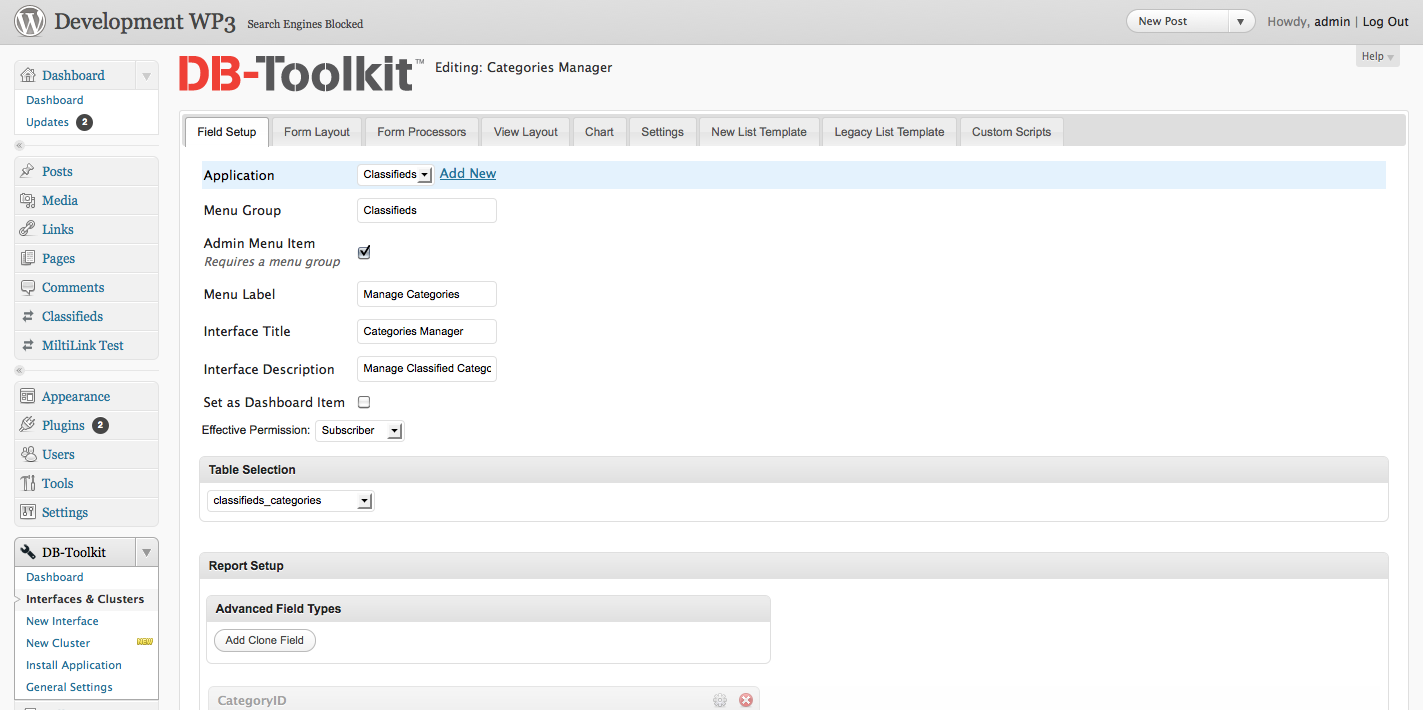 Development WP3 Search Engines Blocked
New Post
Howdy, admin | Log Out
Help
Dashboard
Dashboard
Updates 2
Posts
Media
Links
Pages
Comments
Classifieds
MiltiLink Test
Appearance
Plugins 2
Users
Tools
Settings
DB-Toolkit
Dashboard
Interfaces & Clusters
New Interface
New Cluster NEW
Install Application
General Settings
DB-Toolkit™ Editing: Categories Manager
Field Setup Form Layout Form Processors View Layout Chart Settings New List Template Legacy List Template Custom Scripts
Application Classifieds Add New
Menu Group Classifieds
Admin Menu Item
Requires a menu group
Menu Label Manage Categories
Interface Title Categories Manager
Interface Description Manage Classified Catego
Set as Dashboard Item
Effective Permission: Subscriber
Table Selection
classifieds_categories
Report Setup
Advanced Field Types
Add Clone Field
CategoryID